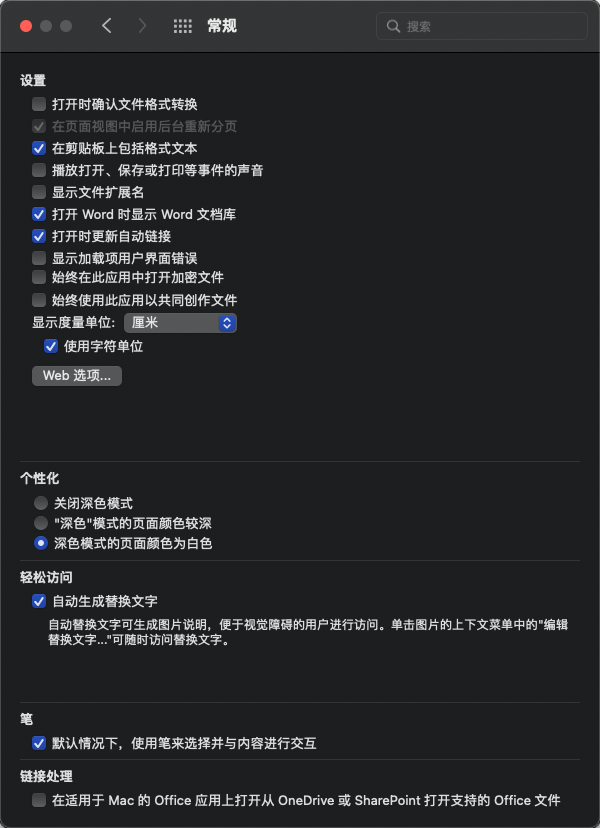 常规
搜索
设置
打开时确认文件格式转换
在页面视图中启用后台重新分页
在剪贴板上包括格式文本
播放打开、保存或打印等事件的声音
显示文件扩展名
打开 Word 时显示 Word 文档库
打开时更新自动链接
显示加载项用户界面错误
始终在此应用中打开加密文件
始终使用此应用以共同创作文件
显示度量单位: 厘米
使用字符单位
Web 选项...
个性化
关闭深色模式
"深色"模式的页面颜色较深
深色模式的页面颜色为白色
轻松访问
自动生成替换文字
自动替换文字可生成图片说明，便于视觉障碍的用户进行访问。单击图片的上下文菜单中的"编辑
替换文字..."可随时访问替换文字。
笔
默认情况下，使用笔来选择并与内容进行交互
链接处理
在适用于 Mac 的 Office 应用上打开从 OneDrive 或 SharePoint 打开支持的 Office 文件